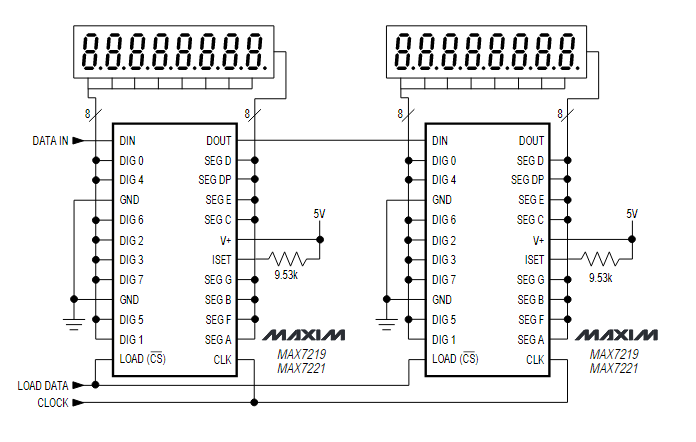 8.8.8.8.8.8.8.8.
8.8.8.8.8.8.8.8.
8
8
8
8
DATA IN
DIN
DOUT
DIN
DOUT
DIG 0
SEG D
DIG 0
SEG D
DIG 4
SEG DP
DIG 4
SEG DP
GND
SEG E
GND
SEG E
5V
5V
DIG 6
SEG C
DIG 6
SEG C
DIG 2
V+
DIG 2
V+
DIG 3
ISET
DIG 3
ISET
9.53k
9.53k
DIG 7
SEG G
DIG 7
SEG G
GND
SEG B
GND
SEG B
DIG 5
SEG F
DIG 5
SEG F
MAXIM
MAXIM
DIG 1
SEG A
DIG 1
SEG A
MAX7219
MAX7219
LOAD (C̅S̅)
CLK
LOAD (C̅S̅)
CLK
MAX7221
MAX7221
LOAD DATA
CLOCK